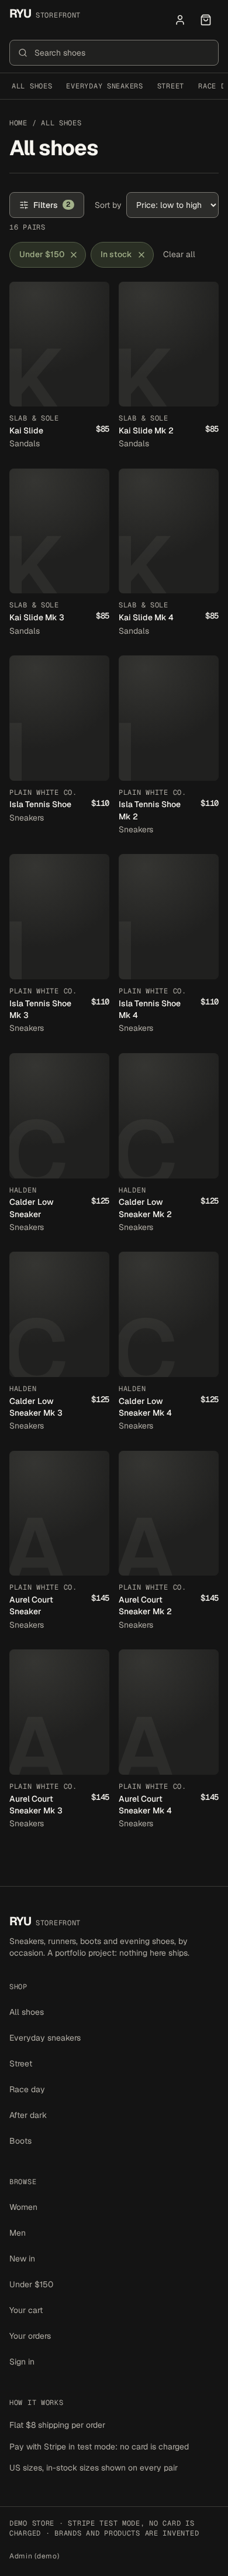 RYU STOREFRONT
Search shoes
ALL SHOES EVERYDAY SNEAKERS STREET RACE D
HOME / ALL SHOES
All shoes
Filters 2 Sort by Price: low to high
16 PAIRS
Under $150 In stock Clear all
K
SLAB & SOLE
Kai Slide $85
Sandals
K
SLAB & SOLE
Kai Slide Mk 2 $85
Sandals
K
SLAB & SOLE
Kai Slide Mk 3 $85
Sandals
K
SLAB & SOLE
Kai Slide Mk 4 $85
Sandals
I
PLAIN WHITE CO.
Isla Tennis Shoe $110
Sneakers
I
PLAIN WHITE CO.
Isla Tennis Shoe $110
Mk 2
Sneakers
I
PLAIN WHITE CO.
Isla Tennis Shoe $110
Mk 3
Sneakers
I
PLAIN WHITE CO.
Isla Tennis Shoe $110
Mk 4
Sneakers
C
HALDEN
Calder Low $125
Sneaker
Sneakers
C
HALDEN
Calder Low $125
Sneaker Mk 2
Sneakers
C
HALDEN
Calder Low $125
Sneaker Mk 3
Sneakers
C
HALDEN
Calder Low $125
Sneaker Mk 4
Sneakers
A
PLAIN WHITE CO.
Aurel Court $145
Sneaker
Sneakers
A
PLAIN WHITE CO.
Aurel Court $145
Sneaker Mk 2
Sneakers
A
PLAIN WHITE CO.
Aurel Court $145
Sneaker Mk 3
Sneakers
A
PLAIN WHITE CO.
Aurel Court $145
Sneaker Mk 4
Sneakers
RYU STOREFRONT
Sneakers, runners, boots and evening shoes, by
occasion. A portfolio project: nothing here ships.
SHOP
All shoes
Everyday sneakers
Street
Race day
After dark
Boots
BROWSE
Women
Men
New in
Under $150
Your cart
Your orders
Sign in
HOW IT WORKS
Flat $8 shipping per order
Pay with Stripe in test mode: no card is charged
US sizes, in-stock sizes shown on every pair
DEMO STORE · STRIPE TEST MODE, NO CARD IS
CHARGED · BRANDS AND PRODUCTS ARE INVENTED
Admin (demo)